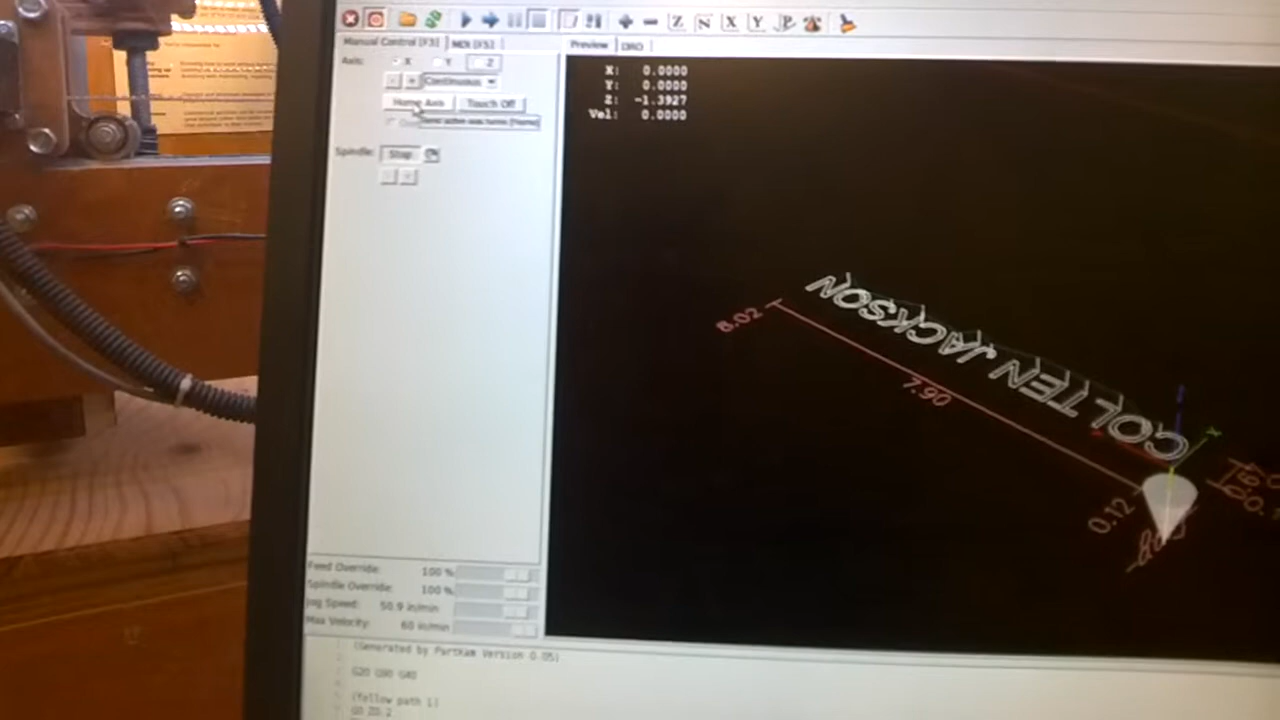 Manual Control [F3] MDI [F5]
Preview DRO
Axis: X Y Z
- + Continuous
Home Axis Touch Off
Spindle: Stop
- +
X: 0.0000
Y: 0.0000
Z: -1.3927
Vel: 0.0000
COLTEN JACKSON
8.02
7.90
0.12
Feed Override: 100 %
Spindle Override: 100 %
Jog Speed: 50.9 in/min
Max Velocity: 60 in/min
(Generated by PartKam Version 0.05)
G20 G90 G40
(follow path 1)
G0 Z0.2